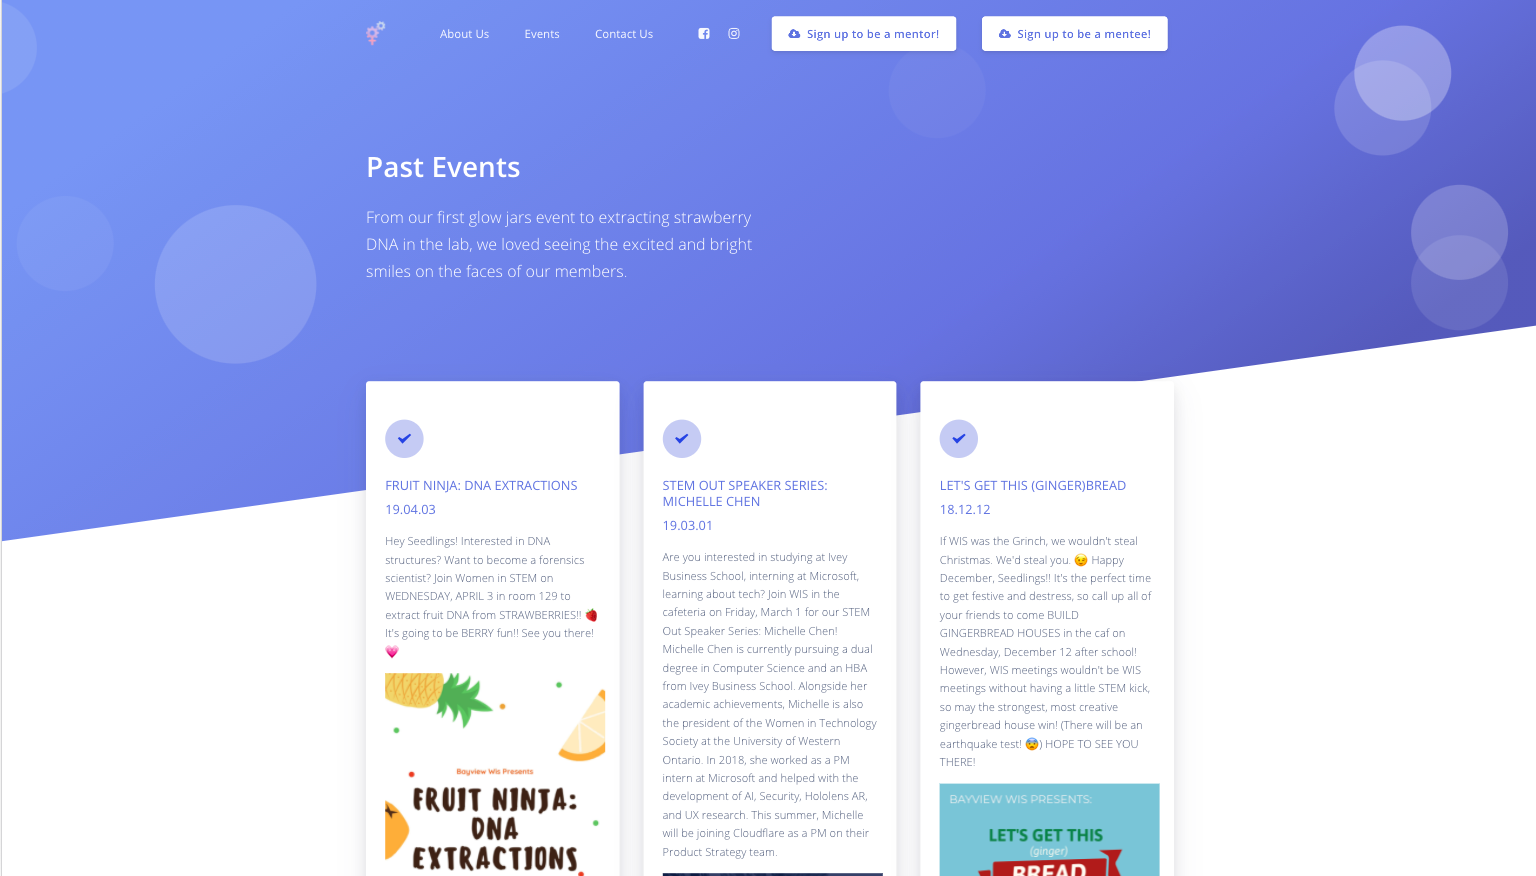 About Us
Events
Contact Us
Sign up to be a mentor!
Sign up to be a mentee!
Past Events
From our first glow jars event to extracting strawberry
DNA in the lab, we loved seeing the excited and bright
smiles on the faces of our members.
FRUIT NINJA: DNA EXTRACTIONS
19.04.03
Hey Seedlings! Interested in DNA
structures? Want to become a forensics
scientist? Join Women in STEM on
WEDNESDAY, APRIL 3 in room 129 to
extract fruit DNA from STRAWBERRIES!! 🍓
It's going to be BERRY fun!! See you there!
💗
Bayview Wis Presents
FRUIT NINJA:
DNA
EXTRACTIONS
STEM OUT SPEAKER SERIES:
MICHELLE CHEN
19.03.01
Are you interested in studying at Ivey
Business School, interning at Microsoft,
learning about tech? Join WIS in the
cafeteria on Friday, March 1 for our STEM
Out Speaker Series: Michelle Chen!
Michelle Chen is currently pursuing a dual
degree in Computer Science and an HBA
from Ivey Business School. Alongside her
academic achievements, Michelle is also
the president of the Women in Technology
Society at the University of Western
Ontario. In 2018, she worked as a PM
intern at Microsoft and helped with the
development of AI, Security, Hololens AR,
and UX research. This summer, Michelle
will be joining Cloudflare as a PM on their
Product Strategy team.
LET'S GET THIS (GINGER)BREAD
18.12.12
If WIS was the Grinch, we wouldn't steal
Christmas. We'd steal you. 😉 Happy
December, Seedlings!! It's the perfect time
to get festive and destress, so call up all of
your friends to come BUILD
GINGERBREAD HOUSES in the caf on
Wednesday, December 12 after school!
However, WIS meetings wouldn't be WIS
meetings without having a little STEM kick,
so may the strongest, most creative
gingerbread house win! (There will be an
earthquake test! 😨) HOPE TO SEE YOU
THERE!
BAYVIEW WIS PRESENTS:
LET'S GET THIS
(ginger)
BREAD